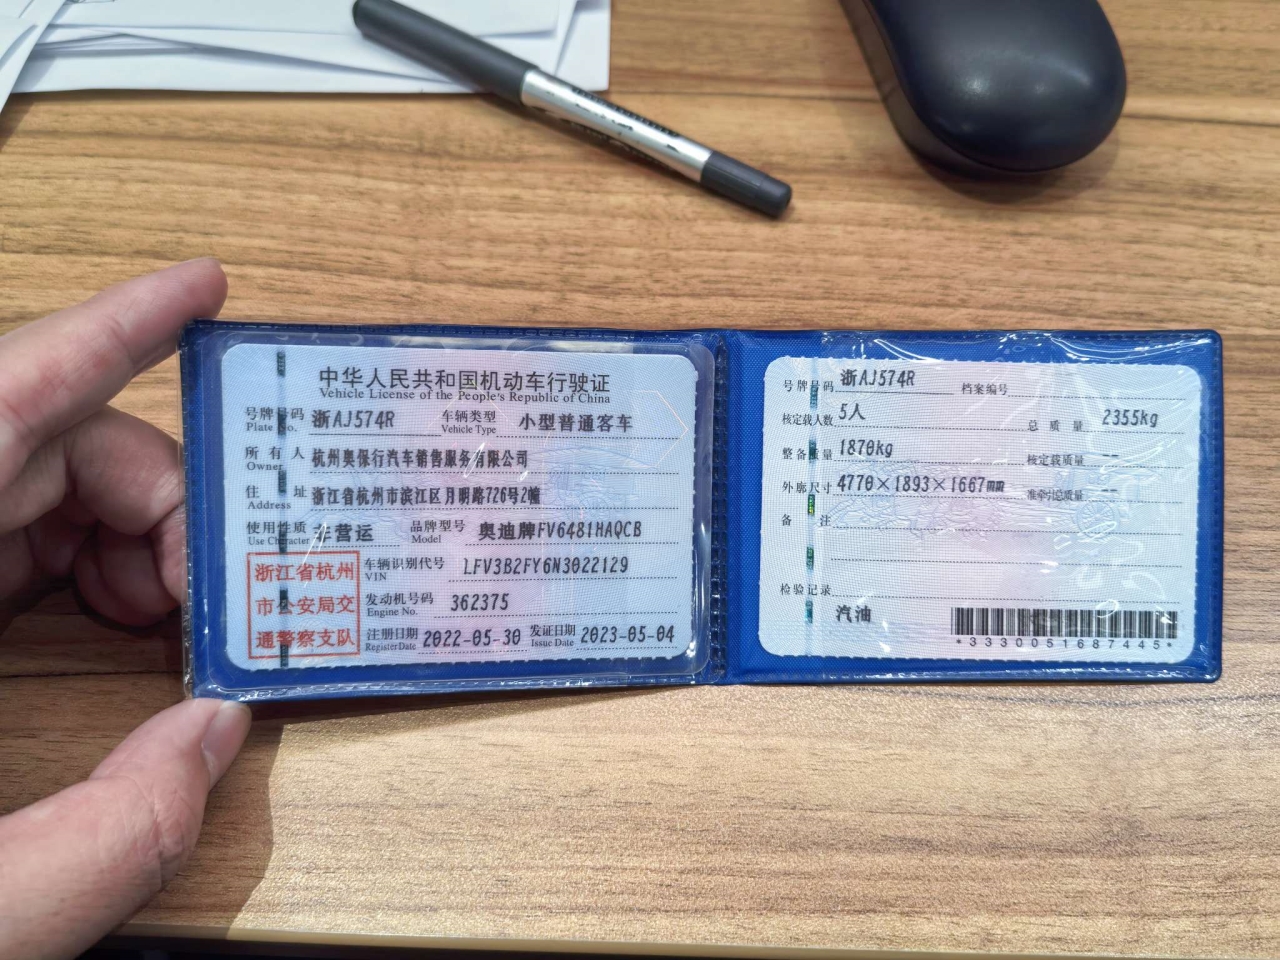 中华人民共和国机动车行驶证
Vehicle License of the People's Republic of China
号牌号码 浙AJ574R 车辆类型 小型普通客车
Plate No. Vehicle Type
所有人 杭州奥保行汽车销售服务有限公司
Owner
住址 浙江省杭州市滨江区月明路726号2幢
Address
使用性质 非营运 品牌型号 奥迪牌FV6481HAQCB
Use Character Model
浙江省杭州
市公安局交
通警察支队
车辆识别代号 LFV3B2FY6N3022129
VIN
发动机号码 362375
Engine No.
注册日期 2022-05-30 发证日期 2023-05-04
Register Date Issue Date
号牌号码 浙AJ574R 档案编号
核定载人数 5人 总质量 2355kg
整备质量 1870kg 核定载质量 --
外廓尺寸 4770×1893×1667mm 准牵引总质量 --
备注
检验记录
汽油
*3330051687445*